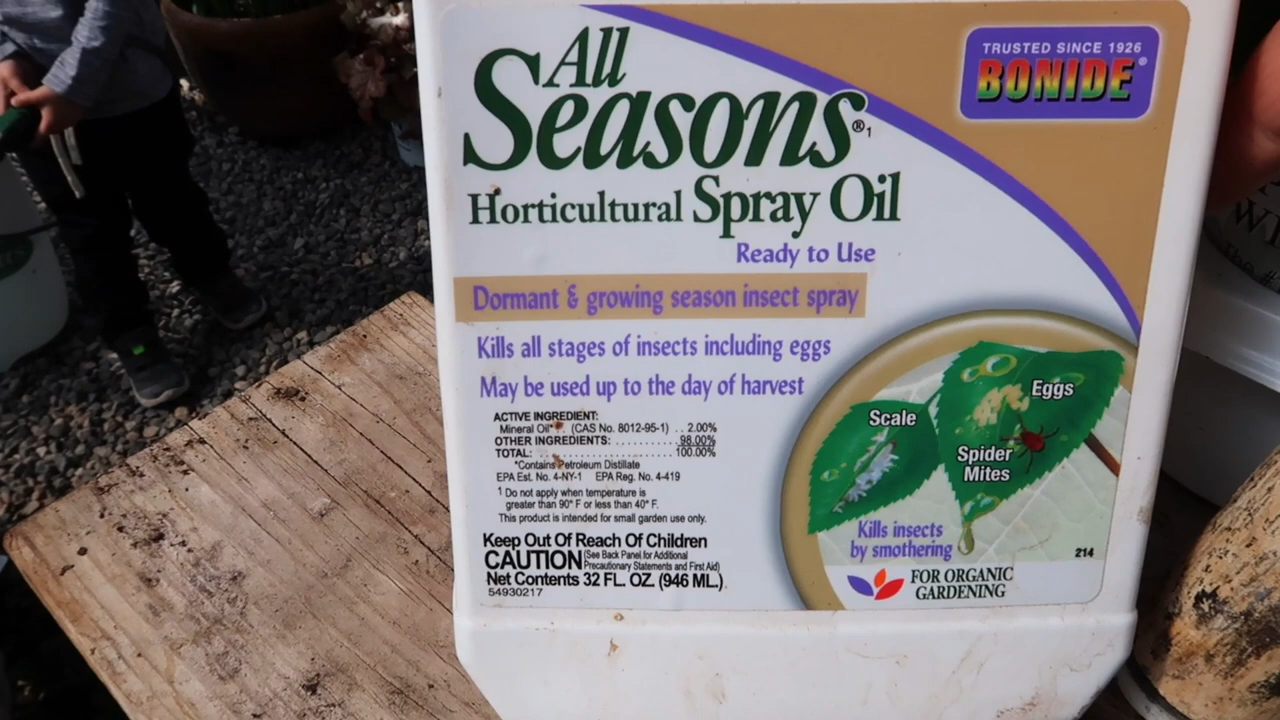 All
Seasons®1
Horticultural Spray Oil
Ready to Use
TRUSTED SINCE 1926
BONIDE®
Dormant & growing season insect spray
Kills all stages of insects including eggs
May be used up to the day of harvest
ACTIVE INGREDIENT:
Mineral Oil* . . (CAS No. 8012-95-1) . . 2.00%
OTHER INGREDIENTS: . . . . . . . . . . . 98.00%
TOTAL: . . . . . . . . . . . . . . . . . . . . . . 100.00%
*Contains Petroleum Distillate
EPA Est. No. 4-NY-1 EPA Reg. No. 4-419
1 Do not apply when temperature is
greater than 90° F or less than 40° F.
This product is intended for small garden use only.
Keep Out Of Reach Of Children
CAUTION (See Back Panel for Additional
Precautionary Statements and First Aid)
Net Contents 32 FL. OZ. (946 ML.)
54930217
Scale
Eggs
Spider
Mites
Kills insects
by smothering
214
FOR ORGANIC
GARDENING